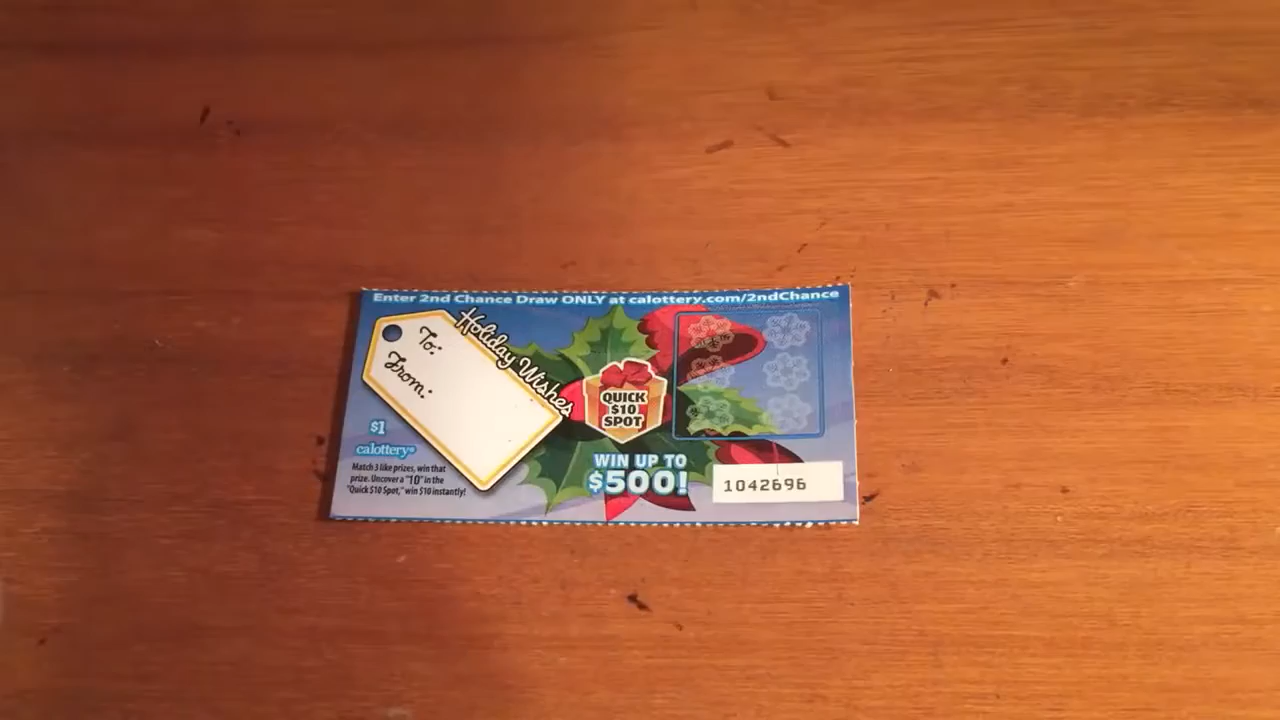 Enter 2nd Chance Draw ONLY at calottery.com/2ndChance
Holiday Wishes
To:
From:
QUICK
$10
SPOT
$1
calottery®
Match 3 like prizes, win that
prize. Uncover a "10" in the
"Quick $10 Spot," win $10 instantly!
WIN UP TO
$500!
1042696